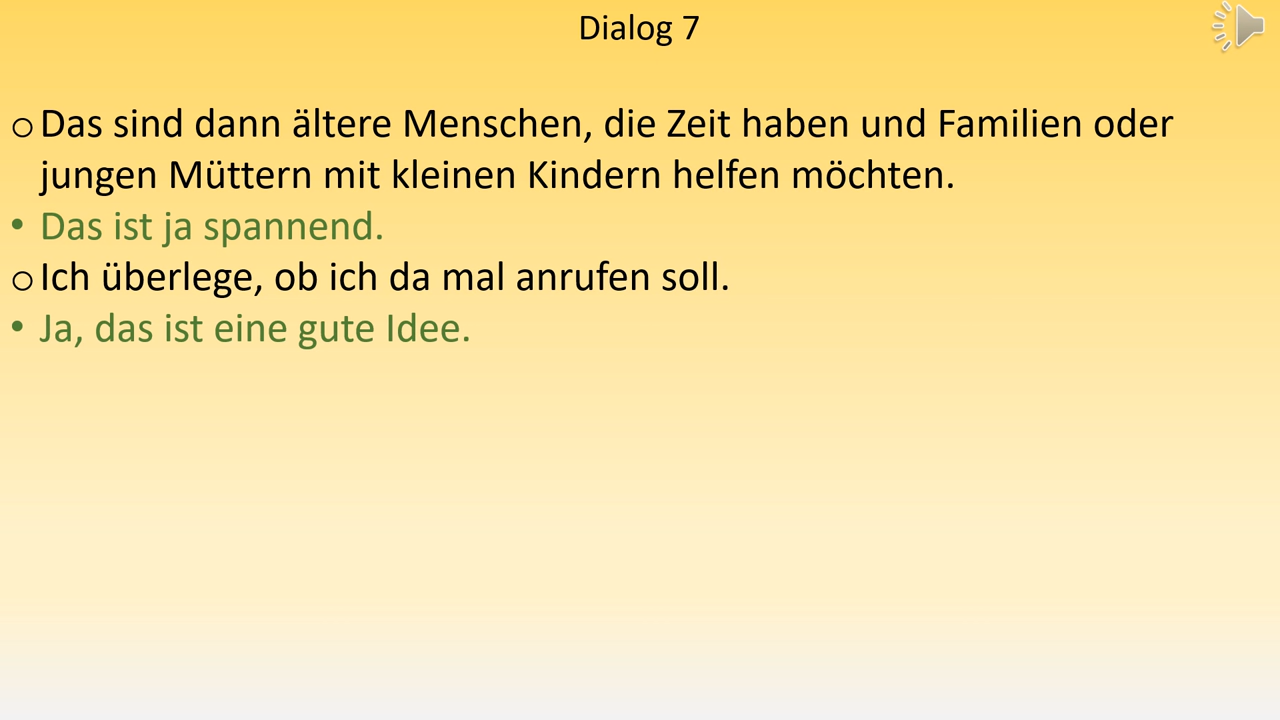 Dialog 7
○ Das sind dann ältere Menschen, die Zeit haben und Familien oder
jungen Müttern mit kleinen Kindern helfen möchten.
• Das ist ja spannend.
○ Ich überlege, ob ich da mal anrufen soll.
• Ja, das ist eine gute Idee.